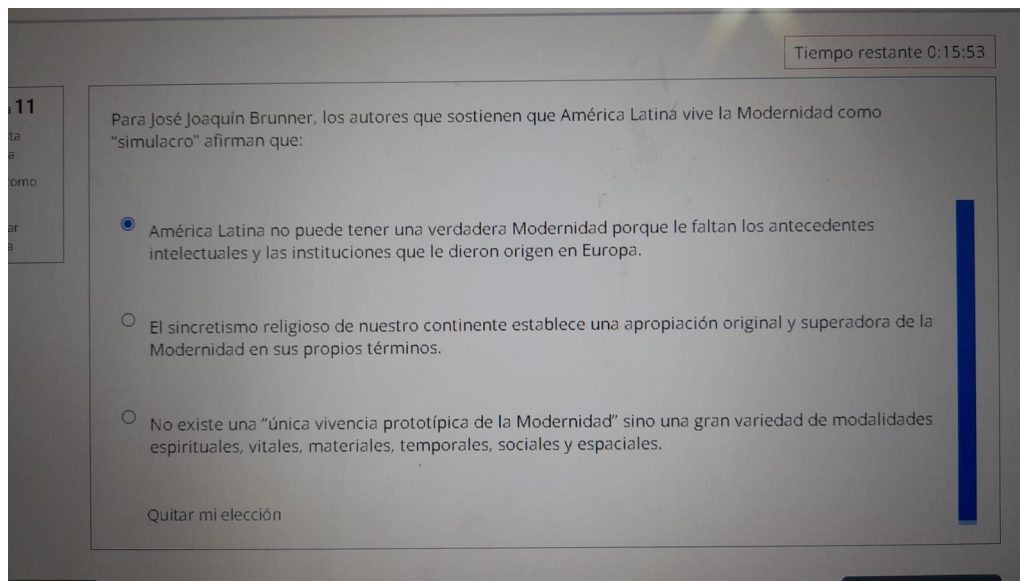 Tiempo restante 0:15:53
11
ta
a
omo
ar
a
Para José Joaquín Brunner, los autores que sostienen que América Latina vive la Modernidad como
“simulacro” afirman que:
América Latina no puede tener una verdadera Modernidad porque le faltan los antecedentes
intelectuales y las instituciones que le dieron origen en Europa.
El sincretismo religioso de nuestro continente establece una apropiación original y superadora de la
Modernidad en sus propios términos.
No existe una “única vivencia prototípica de la Modernidad” sino una gran variedad de modalidades
espirituales, vitales, materiales, temporales, sociales y espaciales.
Quitar mi elección